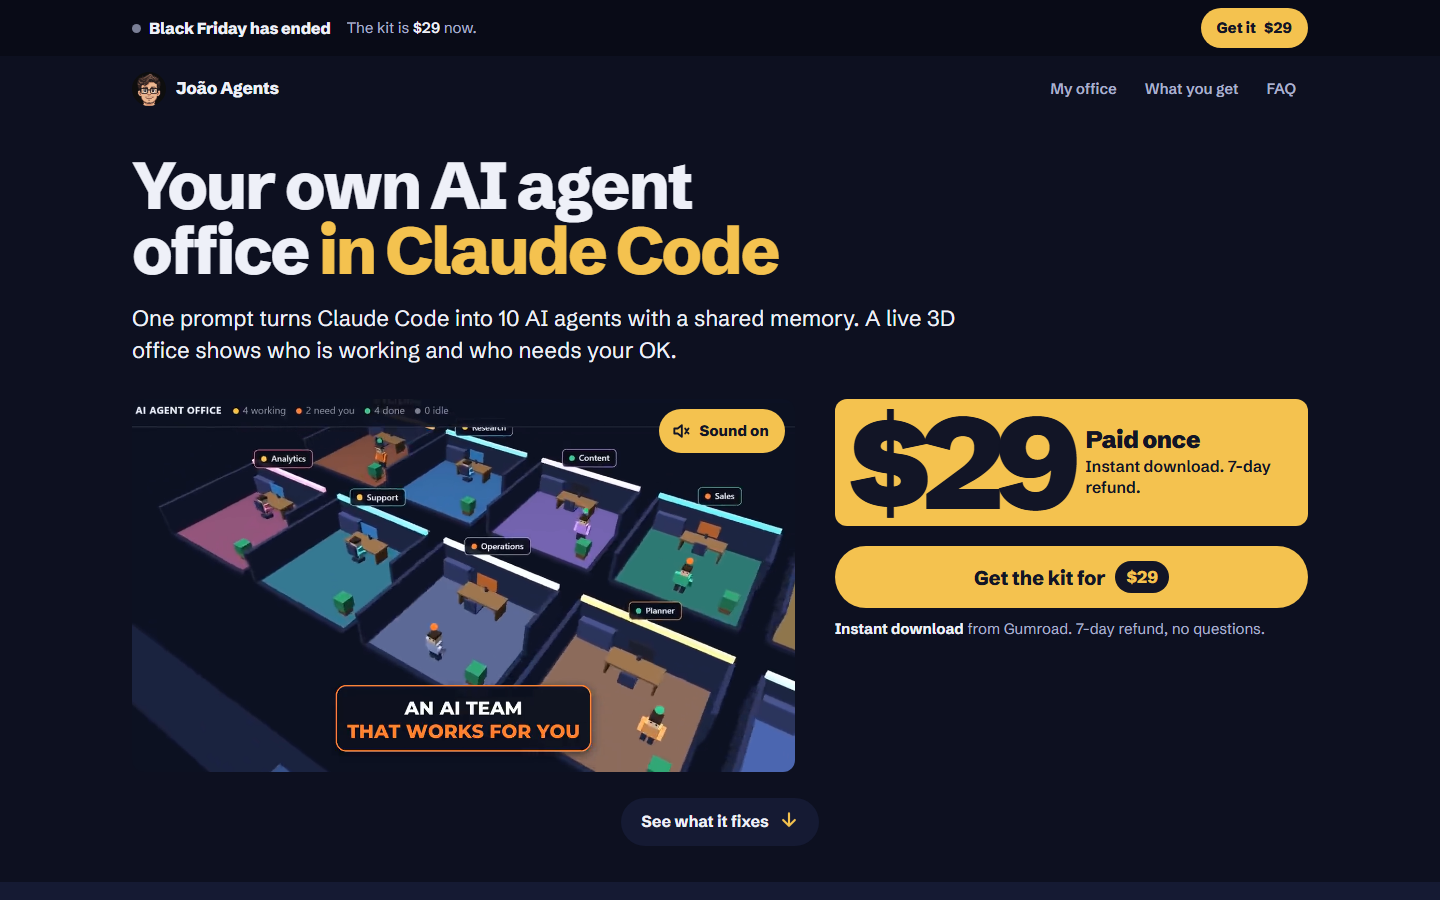 Black Friday has ended The kit is $29 now.
Get it $29
João Agents
My office What you get FAQ
Your own AI agent
office in Claude Code
One prompt turns Claude Code into 10 AI agents with a shared memory. A live 3D
office shows who is working and who needs your OK.
AI AGENT OFFICE 4 working 2 need you 4 done 0 idle
Sound on
Research
Analytics
Content
Support
Sales
Operations
Planner
AN AI TEAM
THAT WORKS FOR YOU
$29
Paid once
Instant download. 7-day
refund.
Get the kit for $29
Instant download from Gumroad. 7-day refund, no questions.
See what it fixes